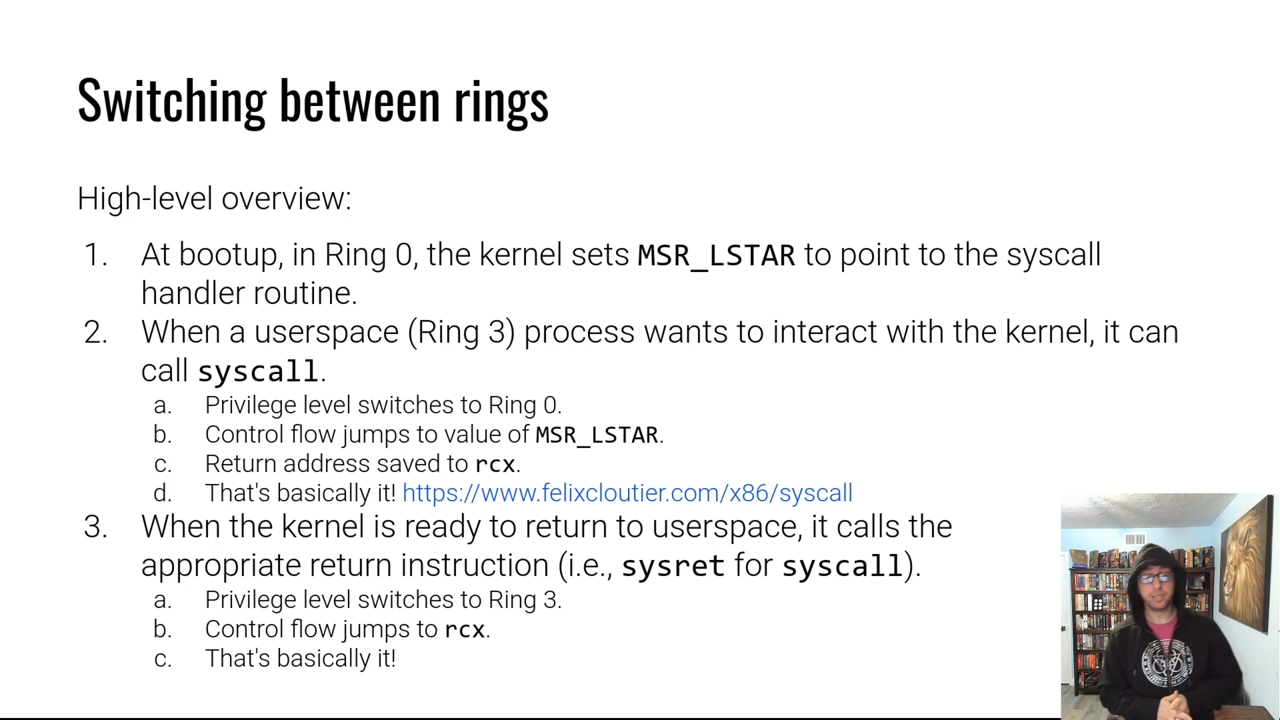 Switching between rings
High-level overview:
1. At bootup, in Ring 0, the kernel sets MSR_LSTAR to point to the syscall
handler routine.
2. When a userspace (Ring 3) process wants to interact with the kernel, it can
call syscall.
a. Privilege level switches to Ring 0.
b. Control flow jumps to value of MSR_LSTAR.
c. Return address saved to rcx.
d. That's basically it! https://www.felixcloutier.com/x86/syscall
3. When the kernel is ready to return to userspace, it calls the
appropriate return instruction (i.e., sysret for syscall).
a. Privilege level switches to Ring 3.
b. Control flow jumps to rcx.
c. That's basically it!